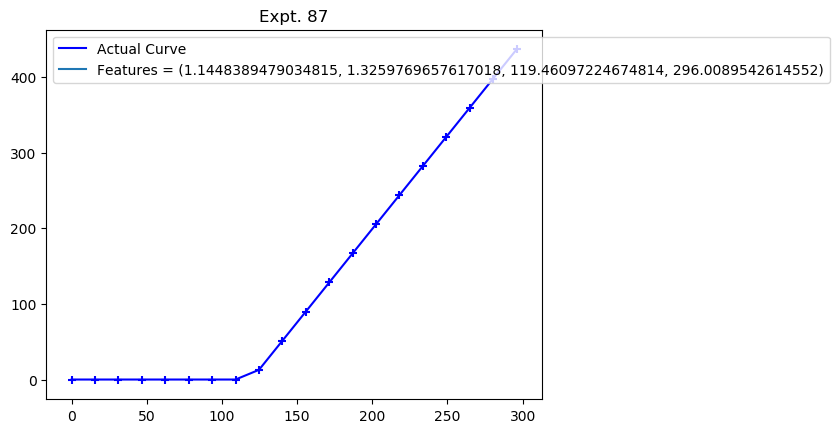 Expt. 87
Actual Curve
Features = (1.1448389479034815, 1.3259769657617018, 119.46097224674814, 296.0089542614552)
400
300
200
100
0
0 50 100 150 200 250 300